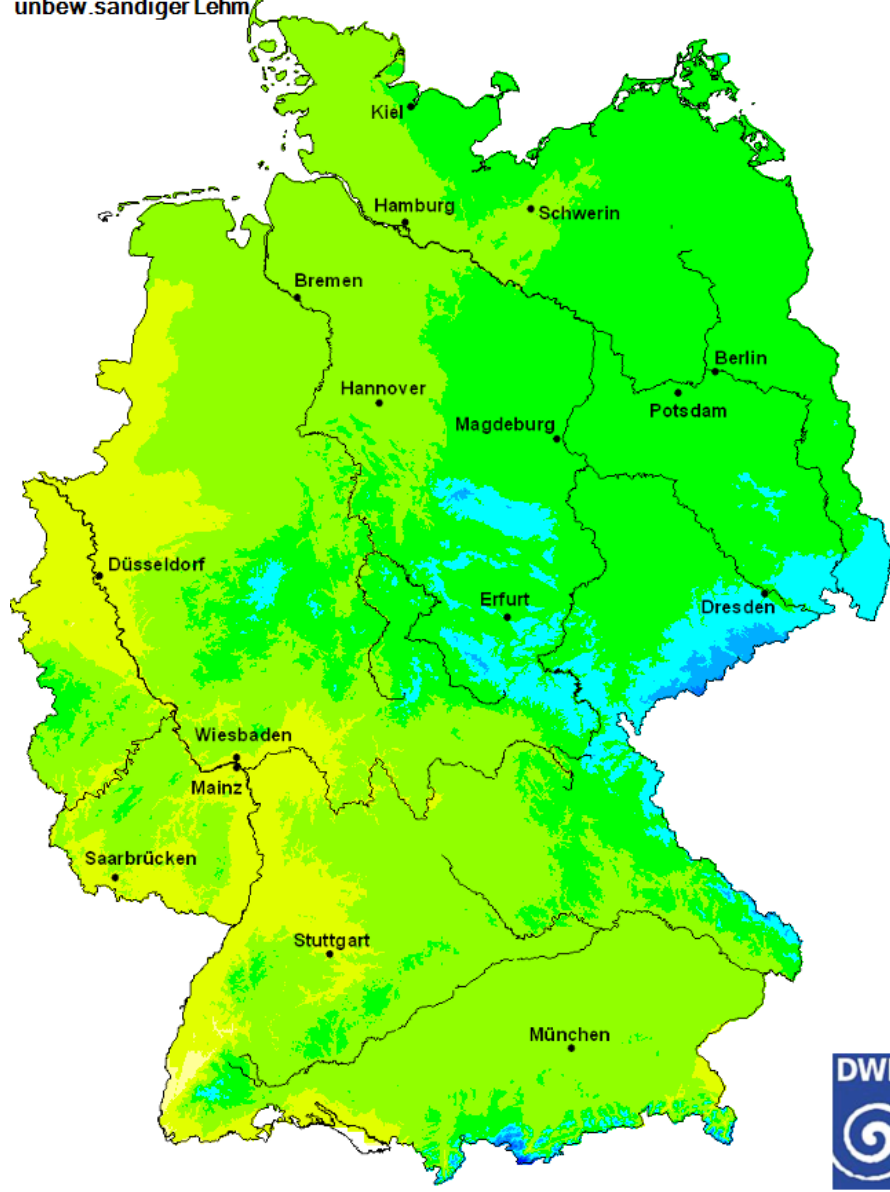 unbew.sandiger Lehm
Kiel
Hamburg
Schwerin
Bremen
Berlin
Hannover
Potsdam
Magdeburg
Düsseldorf
Erfurt
Dresden
Wiesbaden
Mainz
Saarbrücken
Stuttgart
München